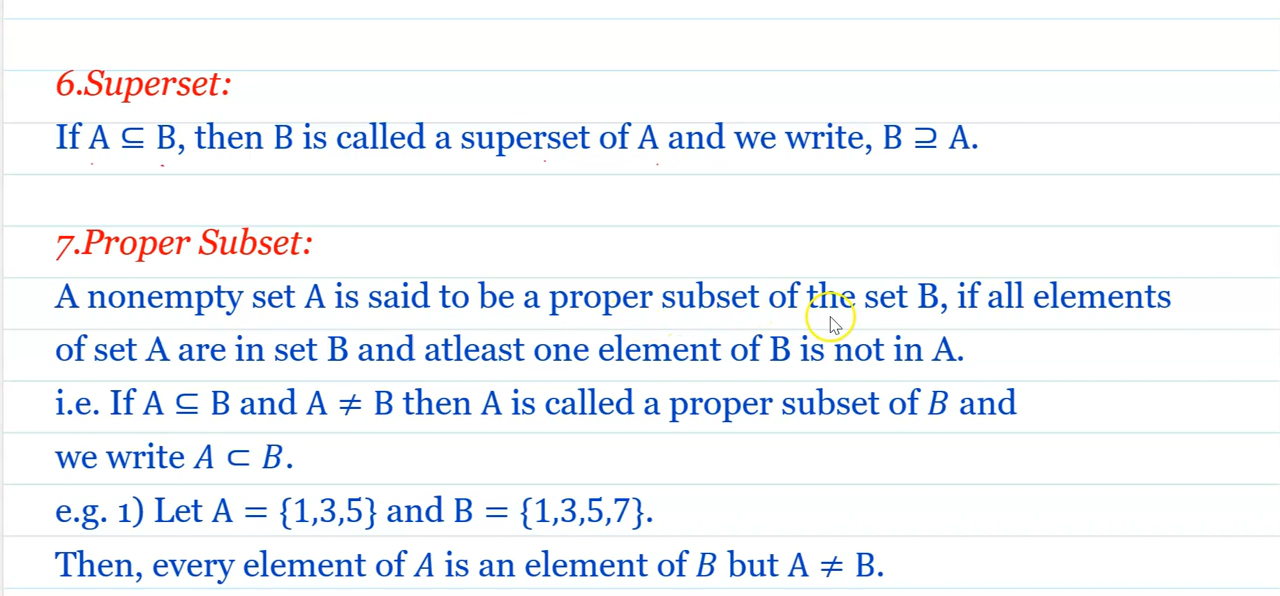 6.Superset:
If A ⊆ B, then B is called a superset of A and we write, B ⊇ A.
7.Proper Subset:
A nonempty set A is said to be a proper subset of the set B, if all elements
of set A are in set B and atleast one element of B is not in A.
i.e. If A ⊆ B and A ≠ B then A is called a proper subset of B and
we write A ⊂ B.
e.g. 1) Let A = {1,3,5} and B = {1,3,5,7}.
Then, every element of A is an element of B but A ≠ B.